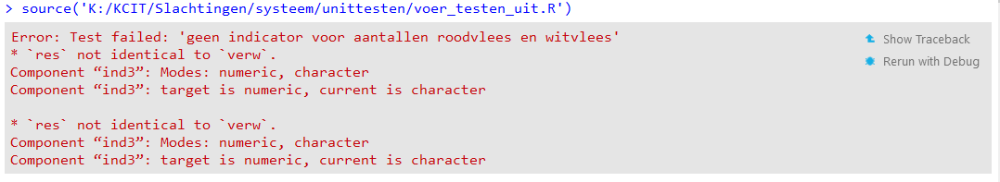 > source('K:/KCIT/Slachtingen/systeem/unittesten/voer_testen_uit.R')
Error: Test failed: 'geen indicator voor aantallen roodvlees en witvlees'
Show Traceback
* `res` not identical to `verw`.
Rerun with Debug
Component “ind3”: Modes: numeric, character
Component “ind3”: target is numeric, current is character
* `res` not identical to `verw`.
Component “ind3”: Modes: numeric, character
Component “ind3”: target is numeric, current is character